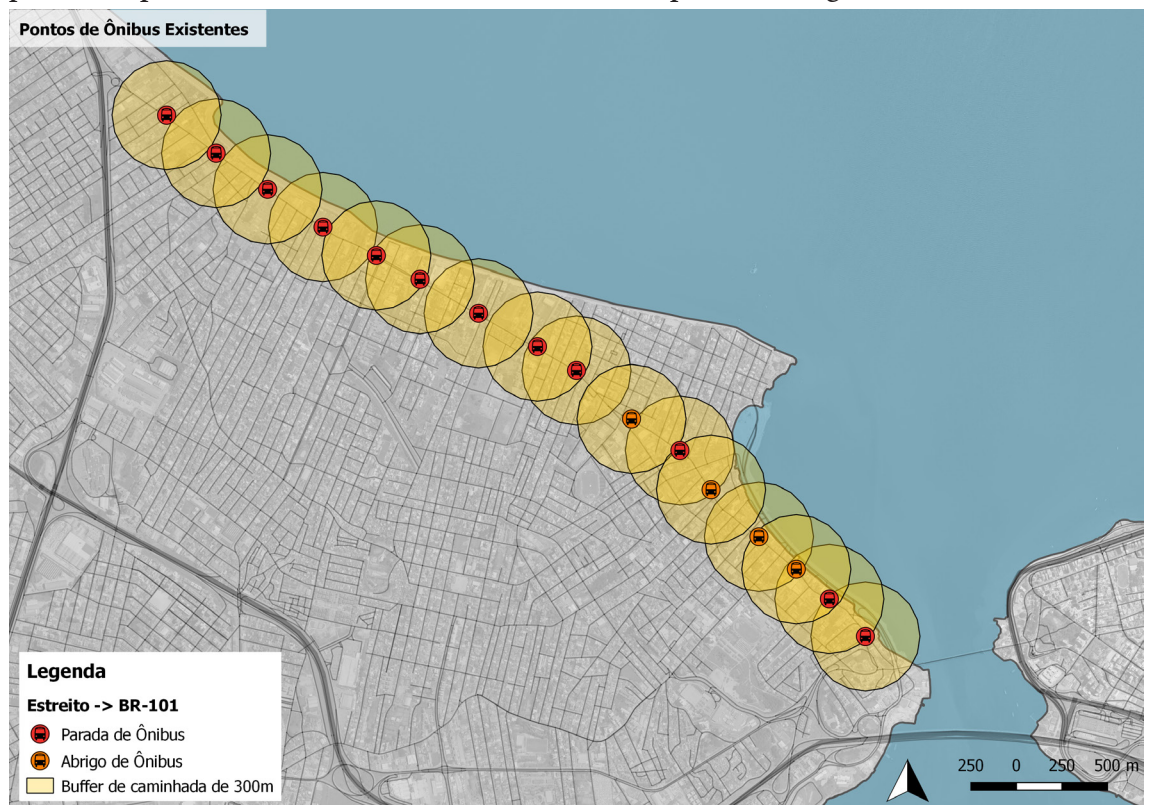 Pontos de Ônibus Existentes
Legenda
Estreito -> BR-101
Parada de Ônibus
Abrigo de Ônibus
Buffer de caminhada de 300m
250 0 250 500 m